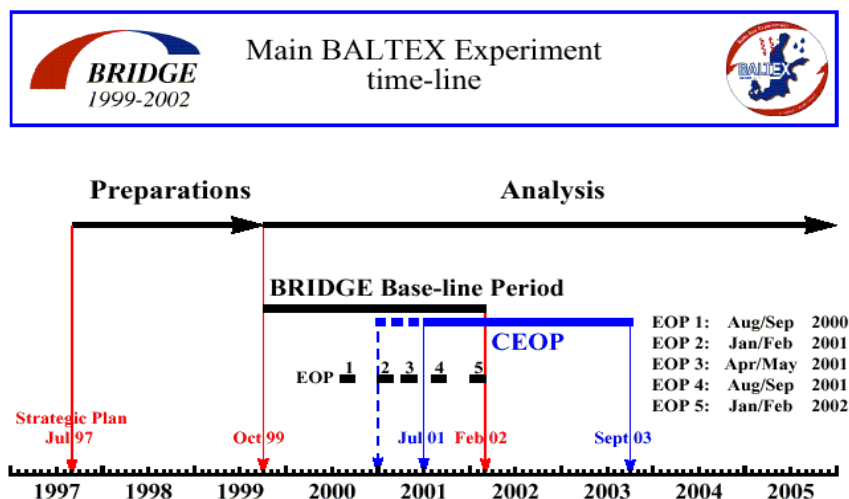 BRIDGE
1999-2002
Main BALTEX Experiment
time-line
BALTEX
Preparations
Analysis
BRIDGE Base-line Period
CEOP
EOP 1: Aug/Sep 2000
EOP 2: Jan/Feb 2001
EOP 3: Apr/May 2001
EOP 4: Aug/Sep 2001
EOP 5: Jan/Feb 2002
EOP 1 2 3 4 5
Strategic Plan
Jul 97 Oct 99 Jul 01 Feb 02 Sept 03
1997 1998 1999 2000 2001 2002 2003 2004 2005